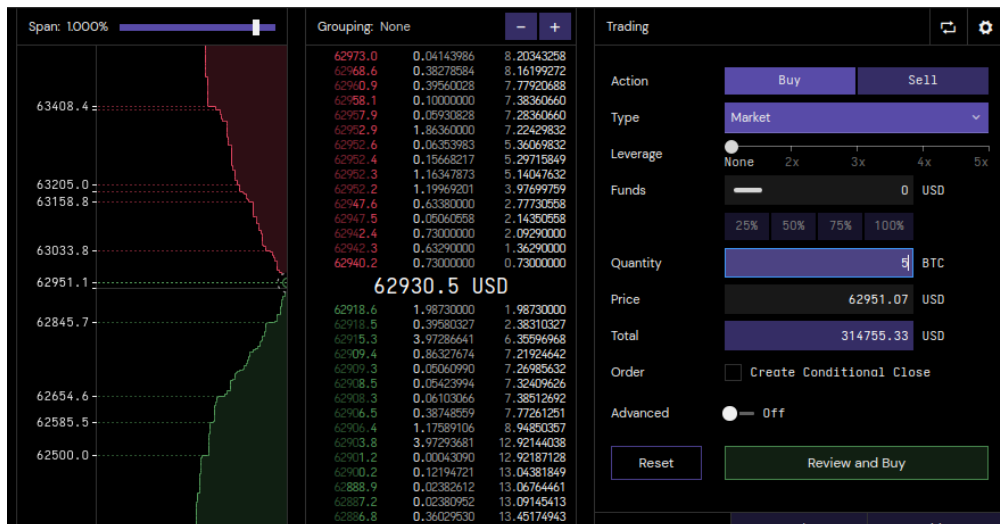 Span: 1.000%
63408.4
63205.0
63158.8
63033.8
62951.1
62845.7
62654.6
62585.5
62500.0
Grouping: None
- +
62973.0 0.04143986 8.20343258
62968.6 0.38278584 8.16199272
62960.9 0.39560028 7.77920688
62958.1 0.10000000 7.38360660
62957.9 0.05930828 7.28360660
62952.9 1.86360000 7.22429832
62952.6 0.06353983 5.36069832
62952.4 0.15668217 5.29715849
62952.3 1.16347873 5.14047632
62952.2 1.19969201 3.97699759
62947.6 0.63380000 2.77730558
62947.5 0.05060558 2.14350558
62942.4 0.73000000 2.09290000
62942.3 0.63290000 1.36290000
62940.2 0.73000000 0.73000000
62930.5 USD
62918.6 1.98730000 1.98730000
62918.5 0.39580327 2.38310327
62915.3 3.97286641 6.35596968
62909.4 0.86327674 7.21924642
62909.3 0.05060990 7.26985632
62908.5 0.05423994 7.32409626
62908.3 0.06103066 7.38512692
62906.5 0.38748559 7.77261251
62906.4 1.17589106 8.94850357
62903.8 3.97293681 12.92144038
62901.2 0.00043090 12.92187128
62900.2 0.12194721 13.04381849
62888.9 0.02382612 13.06764461
62887.2 0.02380952 13.09145413
62886.8 0.36029530 13.45174943
Trading
Action Buy Sell
Type Market
Leverage None 2x 3x 4x 5x
Funds 0 USD
25% 50% 75% 100%
Quantity 5 BTC
Price 62951.07 USD
Total 314755.33 USD
Order Create Conditional Close
Advanced Off
Reset Review and Buy